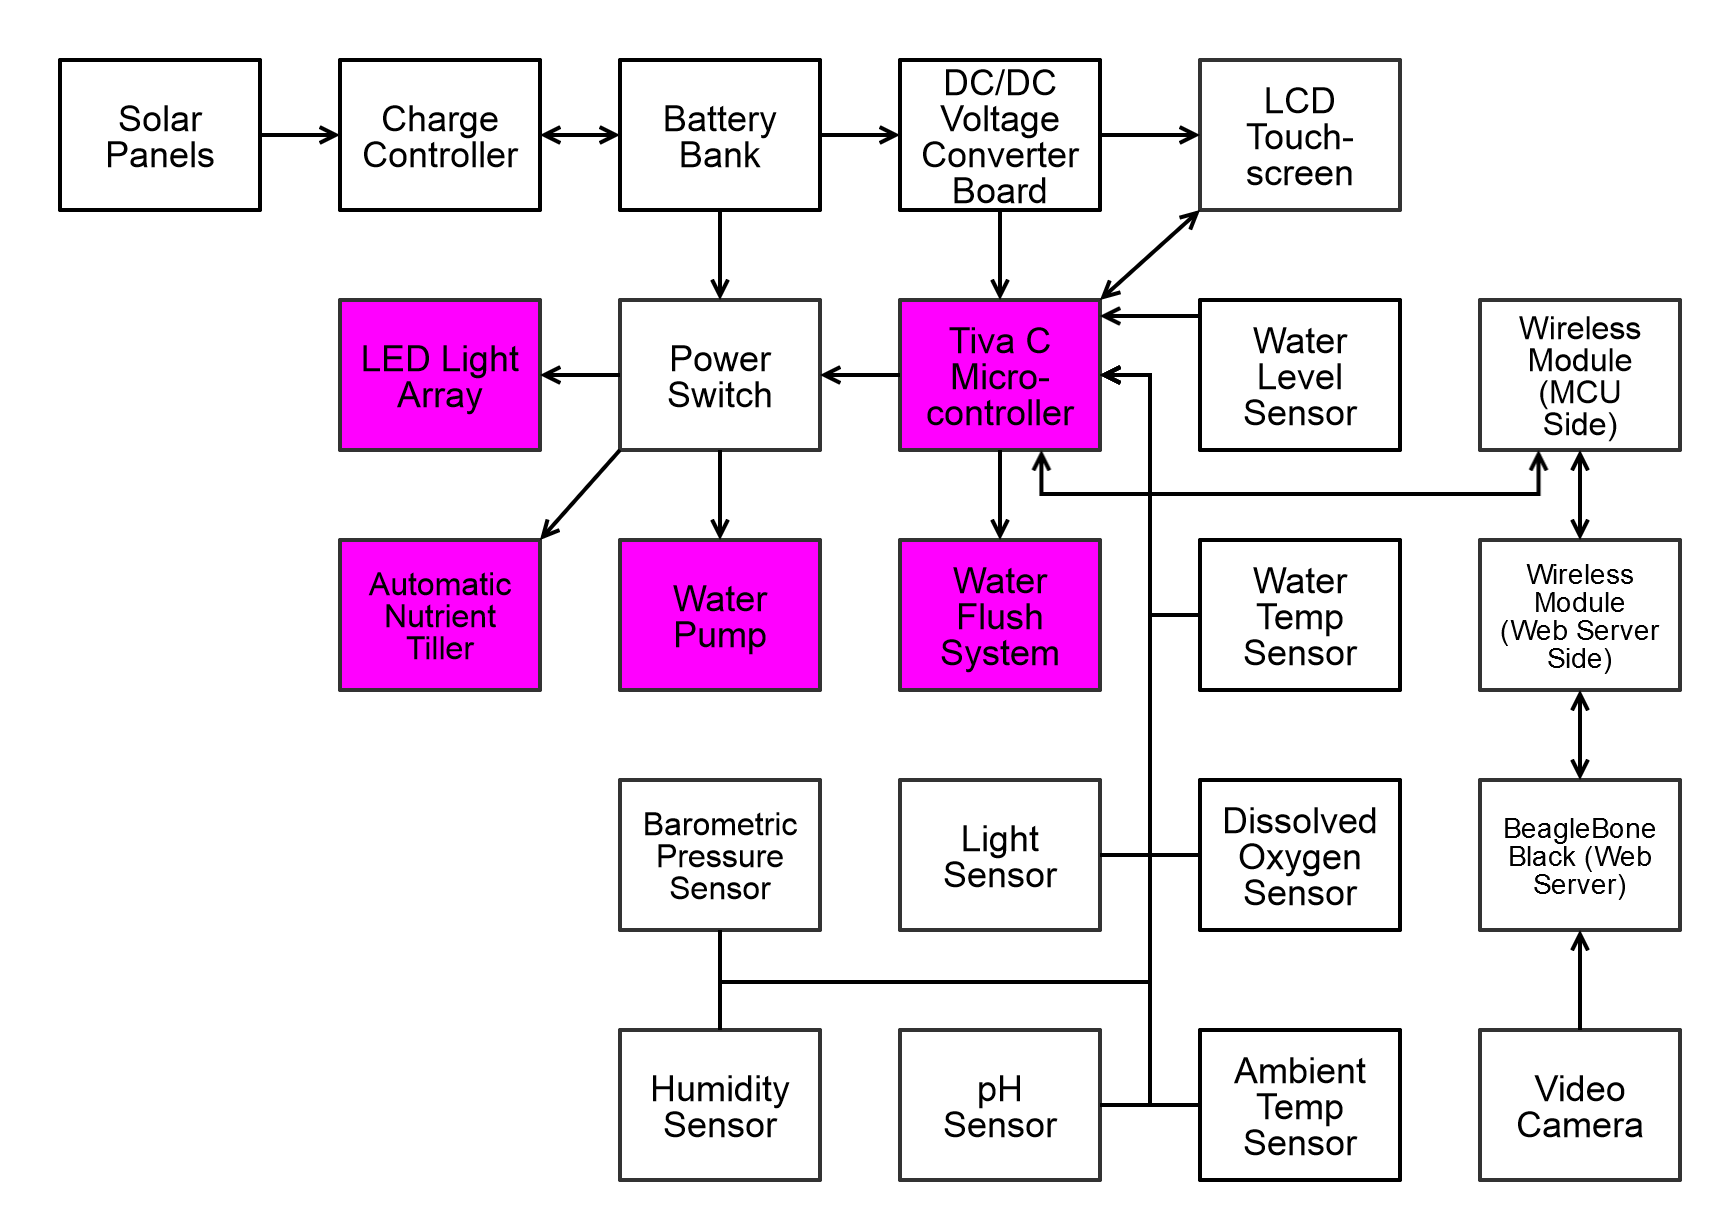 Solar
Panels
Charge
Controller
Battery
Bank
DC/DC
Voltage
Converter
Board
LCD
Touch-
screen
LED Light
Array
Power
Switch
Tiva C
Micro-
controller
Water
Level
Sensor
Wireless
Module
(MCU
Side)
Automatic
Nutrient
Tiller
Water
Pump
Water
Flush
System
Water
Temp
Sensor
Wireless
Module
(Web Server
Side)
Barometric
Pressure
Sensor
Light
Sensor
Dissolved
Oxygen
Sensor
BeagleBone
Black (Web
Server)
Humidity
Sensor
pH
Sensor
Ambient
Temp
Sensor
Video
Camera